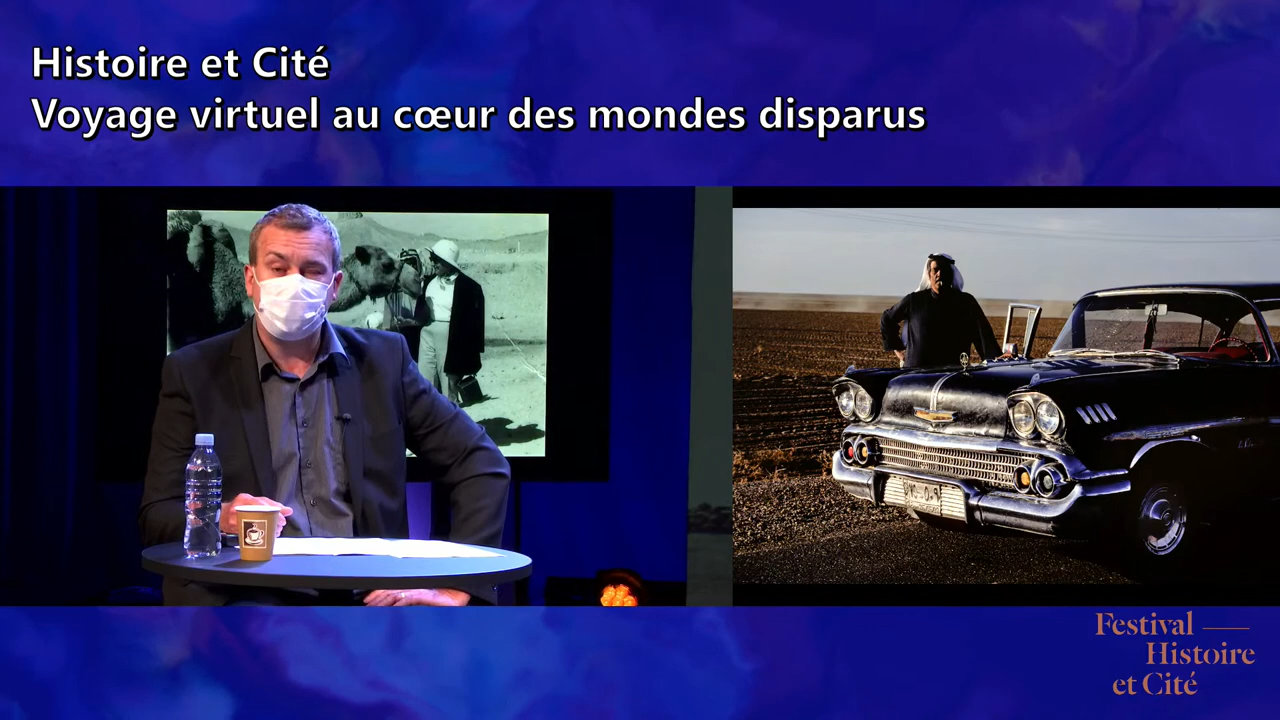 Histoire et Cité
Voyage virtuel au cœur des mondes disparus
Festival
Histoire
et Cité